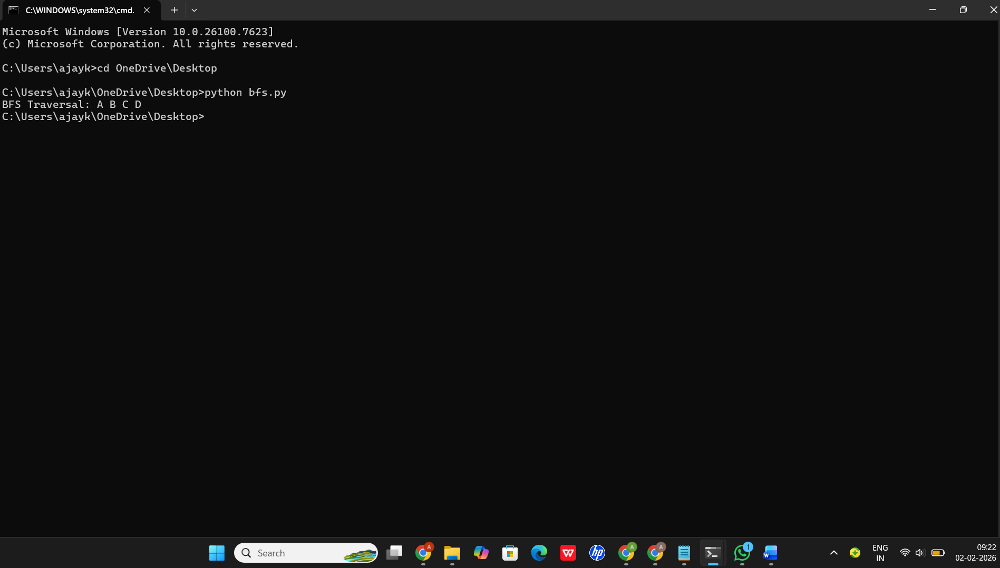 C:\WINDOWS\system32\cmd.
Microsoft Windows [Version 10.0.26100.7623]
(c) Microsoft Corporation. All rights reserved.
C:\Users\ajayk>cd OneDrive\Desktop
C:\Users\ajayk\OneDrive\Desktop>python bfs.py
BFS Traversal: A B C D
C:\Users\ajayk\OneDrive\Desktop>
Search
A
W
hp
A
A
1
W
ENG
IN
09:22
02-02-2026